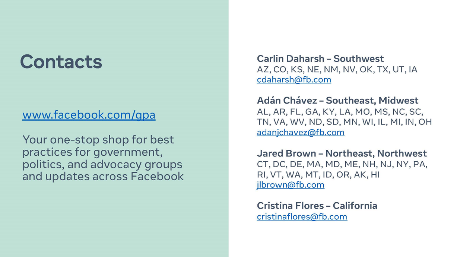 Contacts
www.facebook.com/gpa
Your one-stop shop for best
practices for government,
politics, and advocacy groups
and updates across Facebook
Carlin Daharsh – Southwest
AZ, CO, KS, NE, NM, NV, OK, TX, UT, IA
cdaharsh@fb.com
Adán Chávez – Southeast, Midwest
AL, AR, FL, GA, KY, LA, MO, MS, NC, SC,
TN, VA, WV, ND, SD, MN, WI, IL, MI, IN, OH
adanjchavez@fb.com
Jared Brown – Northeast, Northwest
CT, DC, DE, MA, MD, ME, NH, NJ, NY, PA,
RI, VT, WA, MT, ID, OR, AK, HI
jlbrown@fb.com
Cristina Flores – California
cristinaflores@fb.com